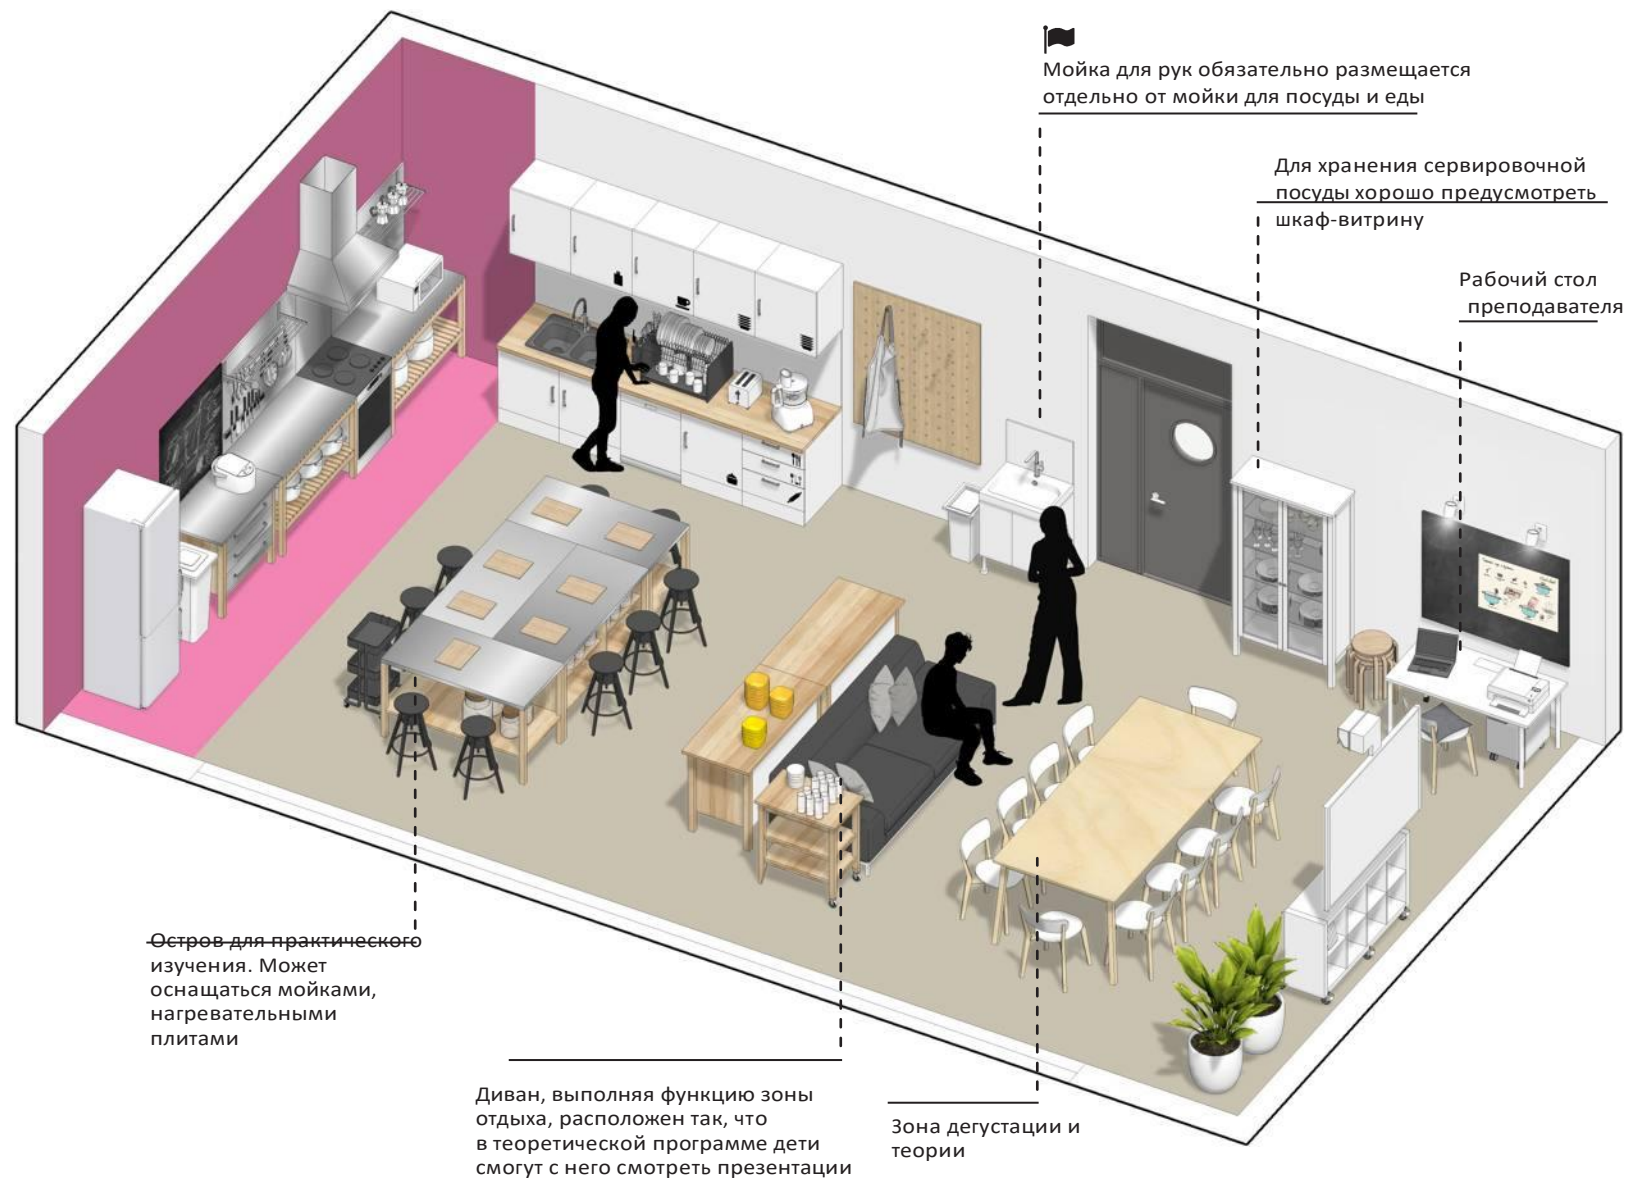 Мойка для рук обязательно размещается
отдельно от мойки для посуды и еды
Для хранения сервировочной
посуды хорошо предусмотреть
шкаф-витрину
Рабочий стол
преподавателя
Остров для практического
изучения. Может
оснащаться мойками,
нагревательными
плитами
Диван, выполняя функцию зоны
отдыха, расположен так, что
в теоретической программе дети
смогут с него смотреть презентации
Зона дегустации и
теории